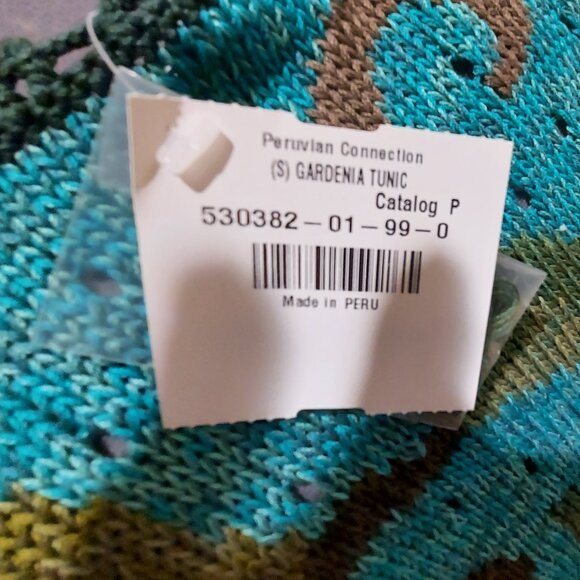 Peruvian Connection
(S) GARDENIA TUNIC
Catalog P
530382-01-99-0
Made in PERU